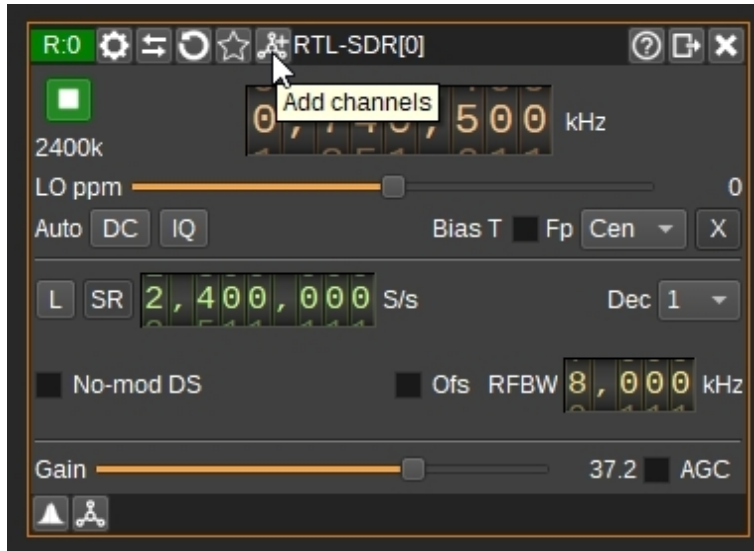 R:0 RTL-SDR[0]
Add channels
500 kHz
2400k
LO ppm 0
Auto DC IQ Bias T Fp Cen X
L SR 2,400,000 S/s Dec 1
No-mod DS Ofs RFBW 8,000 kHz
Gain 37.2 AGC